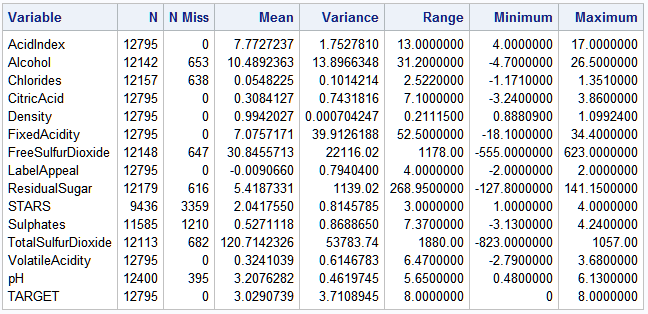 Variable N N Miss Mean Variance Range Minimum Maximum
AcidIndex 12795 0 7.7727237 1.7527810 13.0000000 4.0000000 17.0000000
Alcohol 12142 653 10.4892363 13.8966348 31.2000000 -4.7000000 26.5000000
Chlorides 12157 638 0.0548225 0.1014214 2.5220000 -1.1710000 1.3510000
CitricAcid 12795 0 0.3084127 0.7431816 7.1000000 -3.2400000 3.8600000
Density 12795 0 0.9942027 0.000704247 0.2111500 0.8880900 1.0992400
FixedAcidity 12795 0 7.0757171 39.9126188 52.5000000 -18.1000000 34.4000000
FreeSulfurDioxide 12148 647 30.8455713 22116.02 1178.00 -555.0000000 623.0000000
LabelAppeal 12795 0 -0.0090660 0.7940400 4.0000000 -2.0000000 2.0000000
ResidualSugar 12179 616 5.4187331 1139.02 268.9500000 -127.8000000 141.1500000
STARS 9436 3359 2.0417550 0.8145785 3.0000000 1.0000000 4.0000000
Sulphates 11585 1210 0.5271118 0.8688650 7.3700000 -3.1300000 4.2400000
TotalSulfurDioxide 12113 682 120.7142326 53783.74 1880.00 -823.0000000 1057.00
VolatileAcidity 12795 0 0.3241039 0.6146783 6.4700000 -2.7900000 3.6800000
pH 12400 395 3.2076282 0.4619745 5.6500000 0.4800000 6.1300000
TARGET 12795 0 3.0290739 3.7108945 8.0000000 0 8.0000000